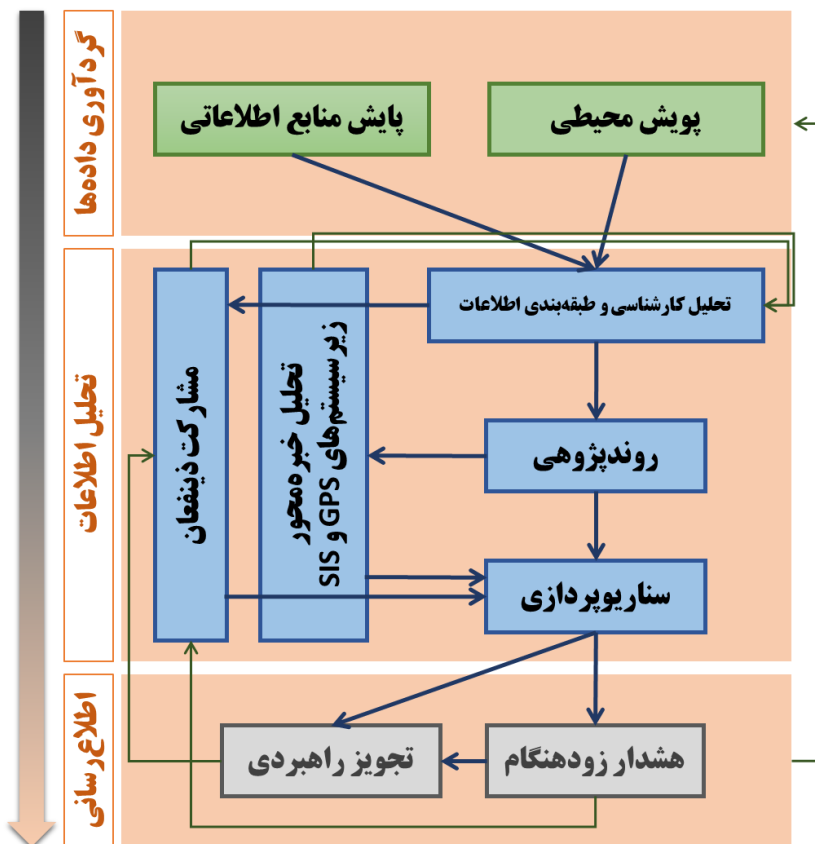 گردآوری داده‌ها
پویش محیطی
پایش منابع اطلاعاتی
تحلیل اطلاعات
تحلیل کارشناسی و طبقه‌بندی اطلاعات
روندپژوهی
سناریوپردازی
تحلیل خبره‌محور
زیرسیستم‌های GPS و SIS
مشارکت ذینفعان
اطلاع‌رسانی
هشدار زودهنگام
تجویز راهبردی